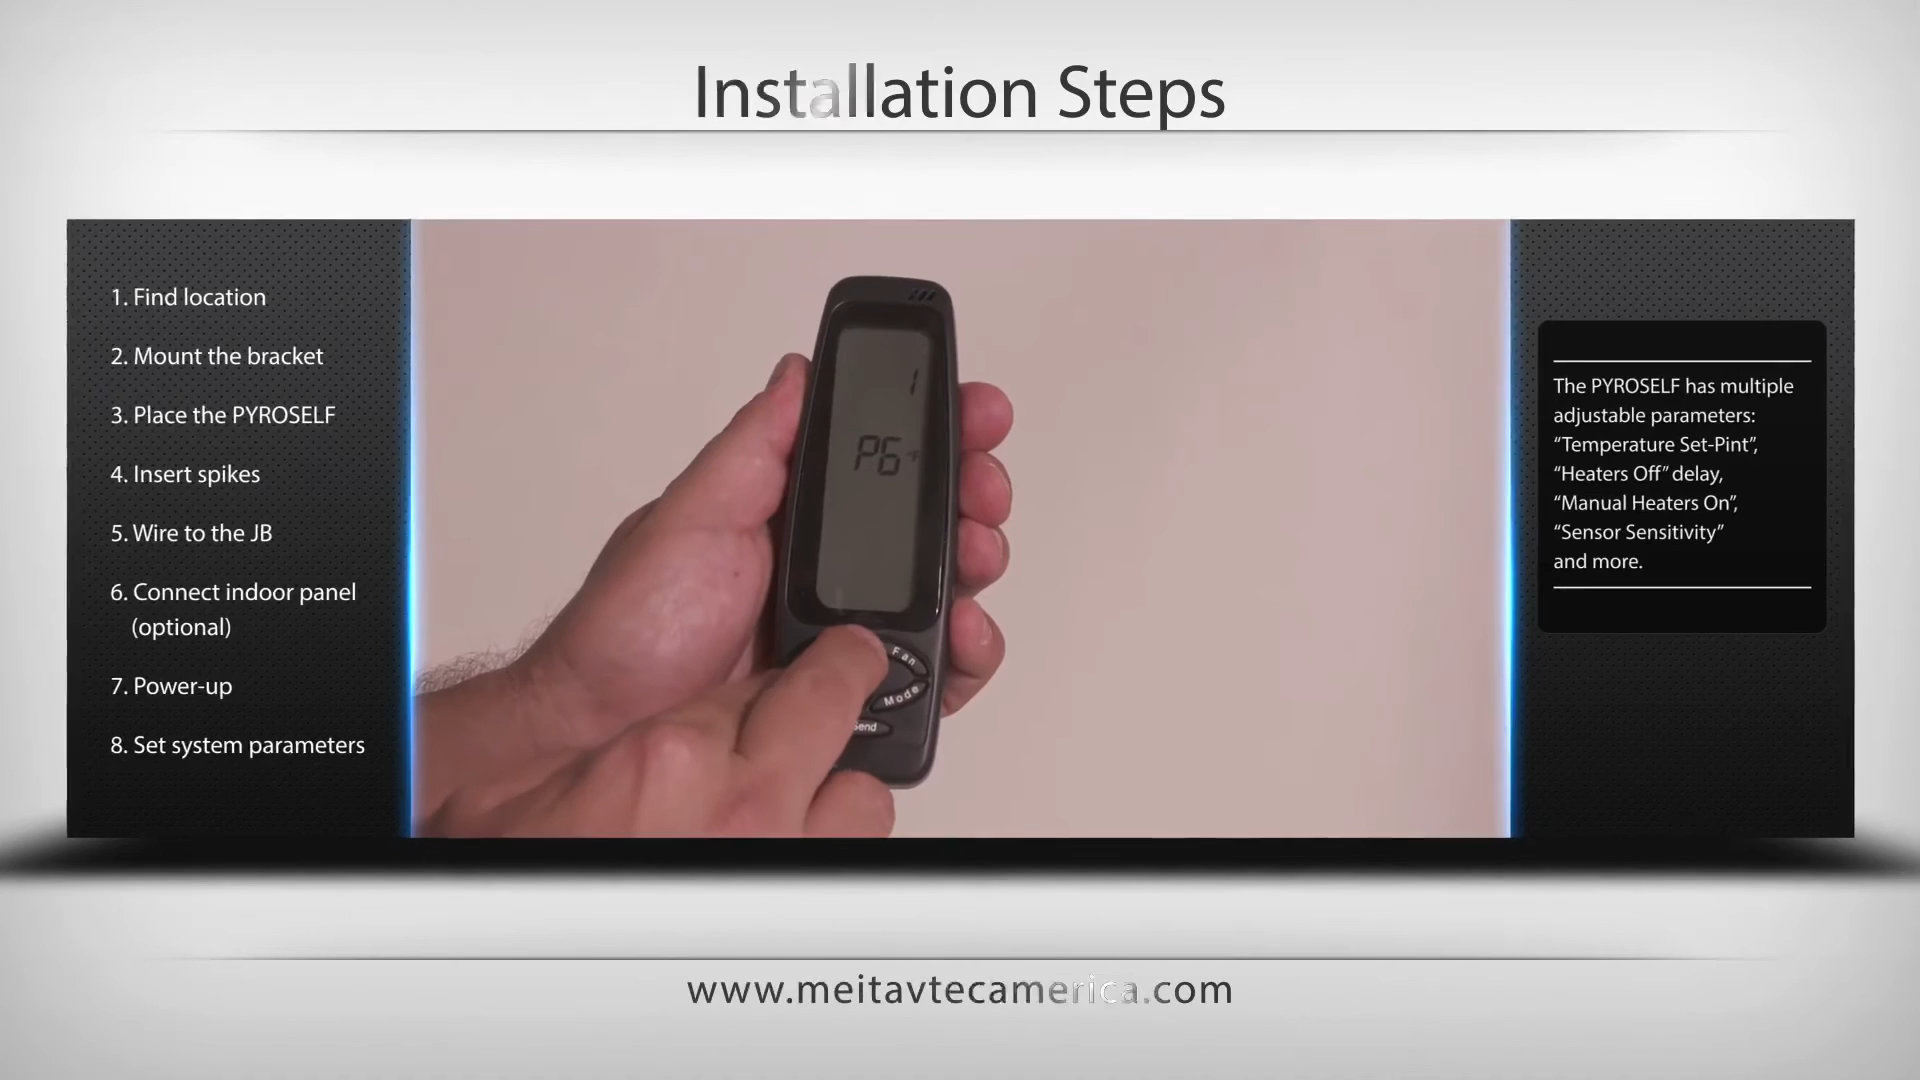 Installation Steps
1. Find location
2. Mount the bracket
3. Place the PYROSELF
4. Insert spikes
5. Wire to the JB
6. Connect indoor panel
(optional)
7. Power-up
8. Set system parameters
1
P6 °F
Fan
Mode
Send
The PYROSELF has multiple
adjustable parameters:
“Temperature Set-Pint”,
“Heaters Off” delay,
“Manual Heaters On”,
“Sensor Sensitivity”
and more.
www.meitavtecamerica.com